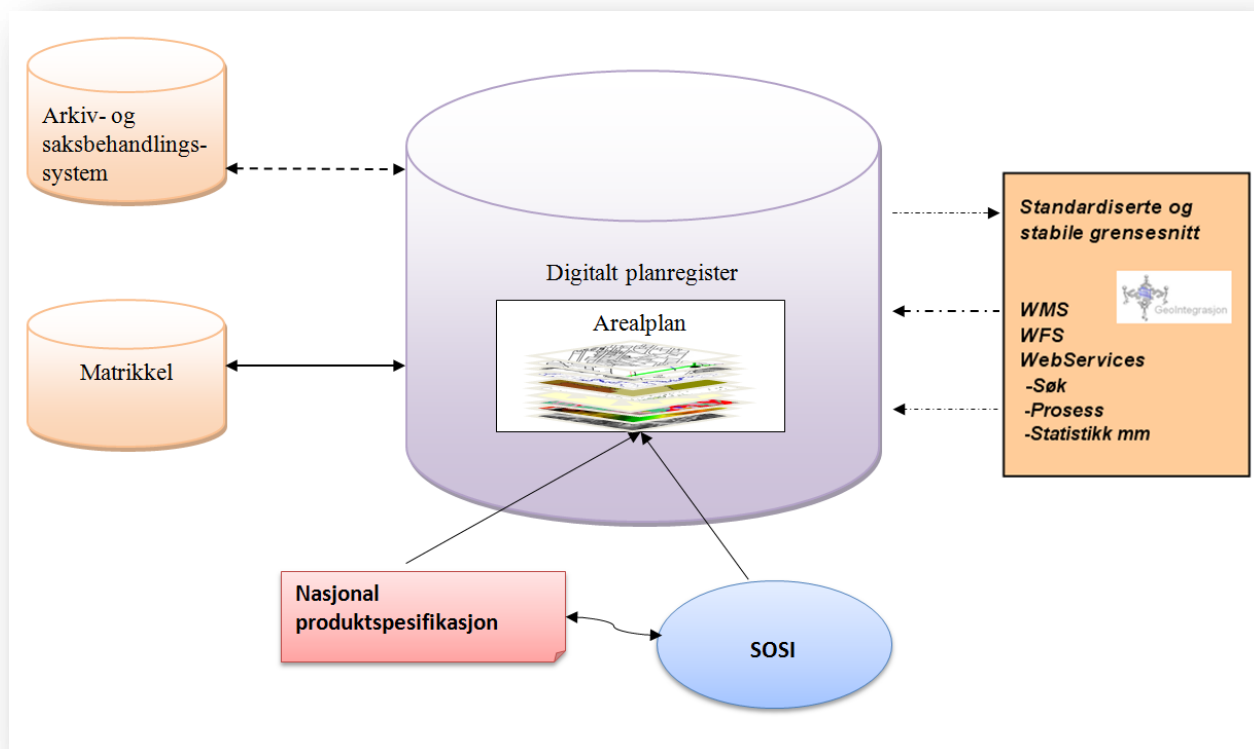 Arkiv- og
saksbehandlings-
system
Matrikkel
Digitalt planregister
Arealplan
Standardiserte og
stabile grensesnitt
GeoIntegrasjon
WMS
WFS
WebServices
-Søk
-Prosess
-Statistikk mm
Nasjonal
produktspesifikasjon
SOSI